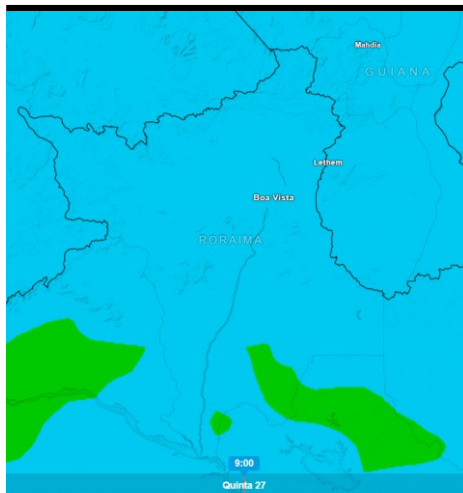 Mahdia
GUIANA
Lethem
Boa Vista
RORAIMA
9:00
Quinta 27